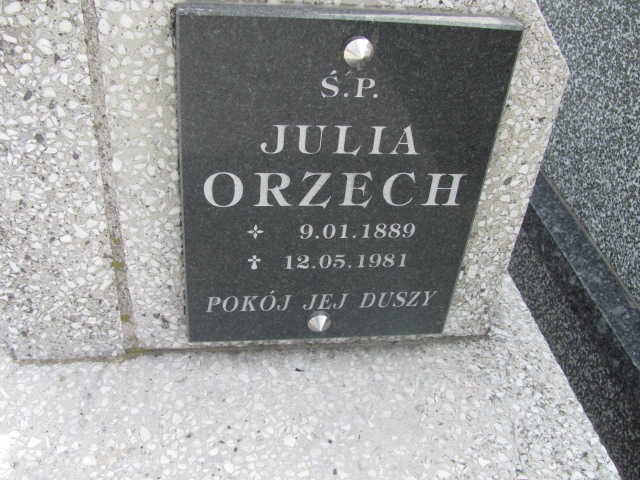 Ś.P.
JULIA
ORZECH
9.01.1889
12.05.1981
POKÓJ JEJ DUSZY